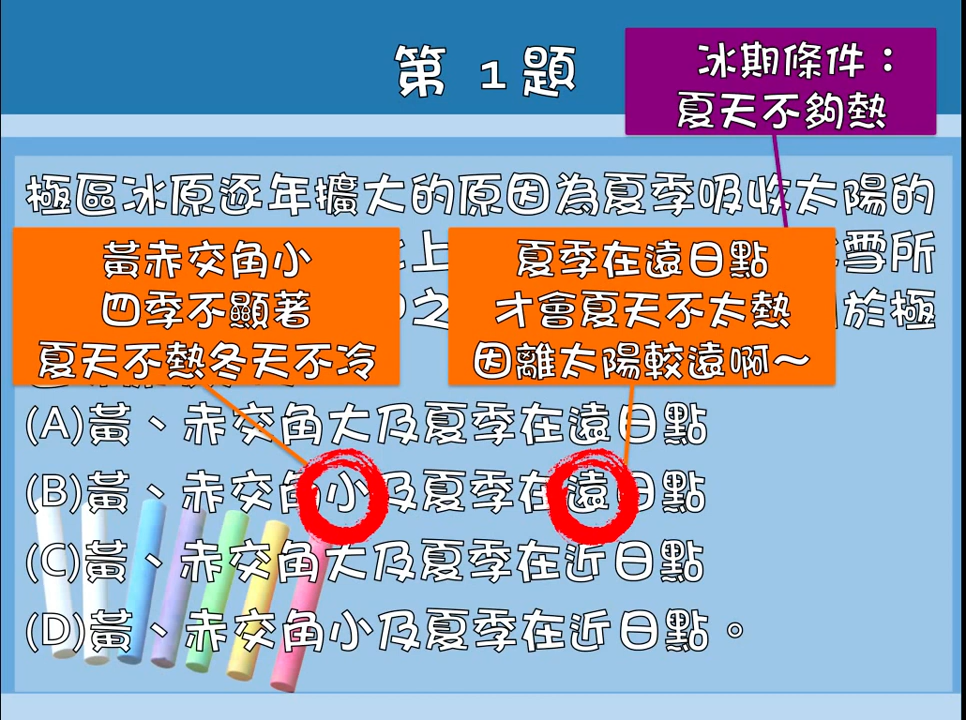 第 1 題
冰期條件：
夏天不夠熱
極區冰原逐年擴大的原因為夏季吸收太陽的
上
雪所
黃赤交角小
四季不顯著
夏天不熱冬天不冷
夏季在遠日點
才會夏天不太熱
因離太陽較遠啊～
之
於極
(A)黃、赤交角大及夏季在遠日點
(B)黃、赤交角小及夏季在遠日點
(C)黃、赤交角大及夏季在近日點
(D)黃、赤交角小及夏季在近日點。